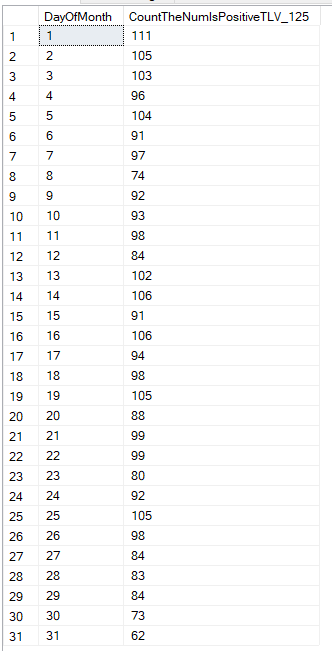 DayOfMonth CountTheNumIsPositiveTLV_125
1 1 111
2 2 105
3 3 103
4 4 96
5 5 104
6 6 91
7 7 97
8 8 74
9 9 92
10 10 93
11 11 98
12 12 84
13 13 102
14 14 106
15 15 91
16 16 106
17 17 94
18 18 98
19 19 105
20 20 88
21 21 99
22 22 99
23 23 80
24 24 92
25 25 105
26 26 98
27 27 84
28 28 83
29 29 84
30 30 73
31 31 62